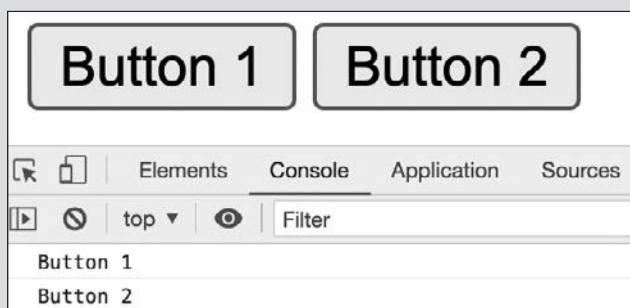 Button 1 Button 2
Elements Console Application Sources
top Filter
Button 1
Button 2